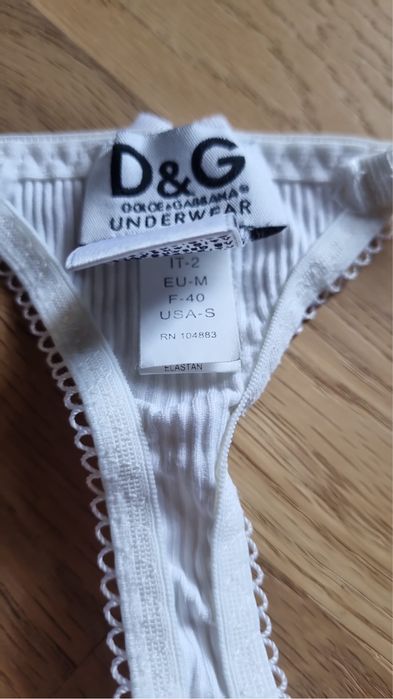 D&G
DOLCE & GABBANA®
UNDERWEAR
IT-2
EU-M
F-40
USA-S
RN 104883
ELASTAN